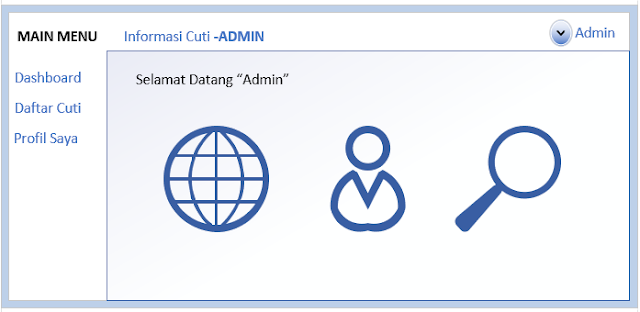 MAIN MENU
Informasi Cuti -ADMIN
Admin
Dashboard
Daftar Cuti
Profil Saya
Selamat Datang “Admin”